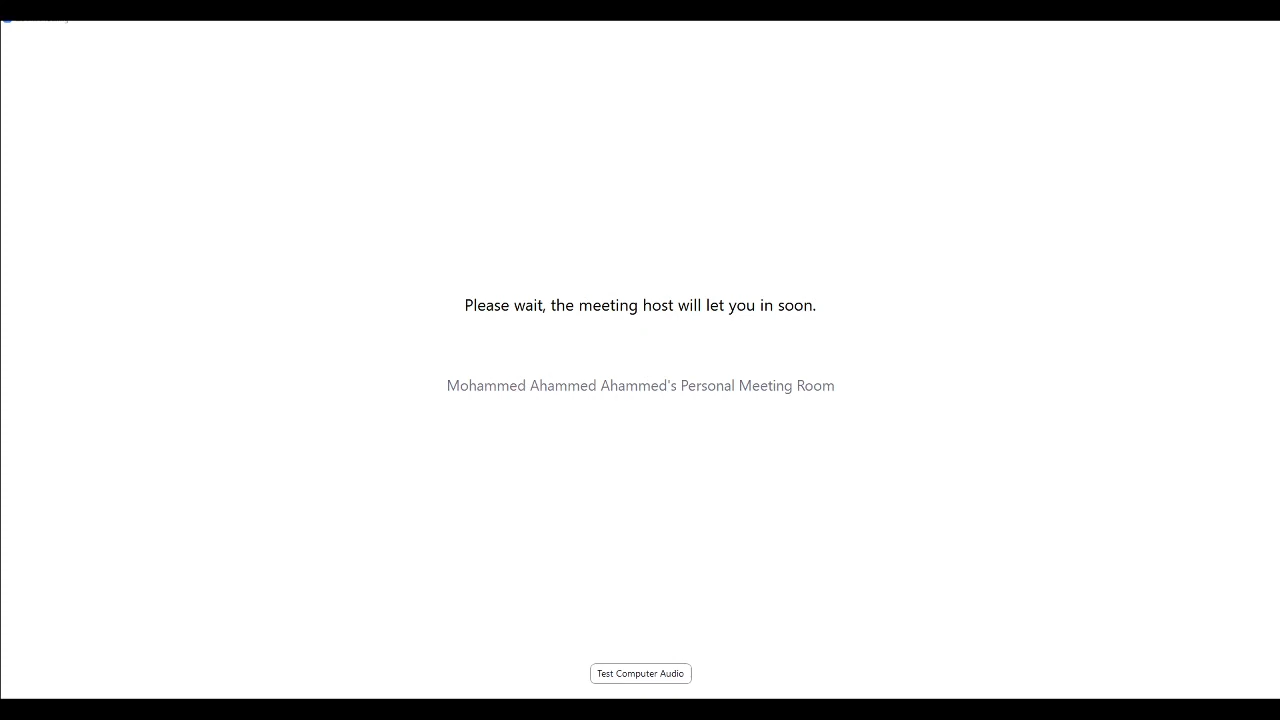 Please wait, the meeting host will let you in soon.
Mohammed Ahammed Ahammed's Personal Meeting Room
Test Computer Audio